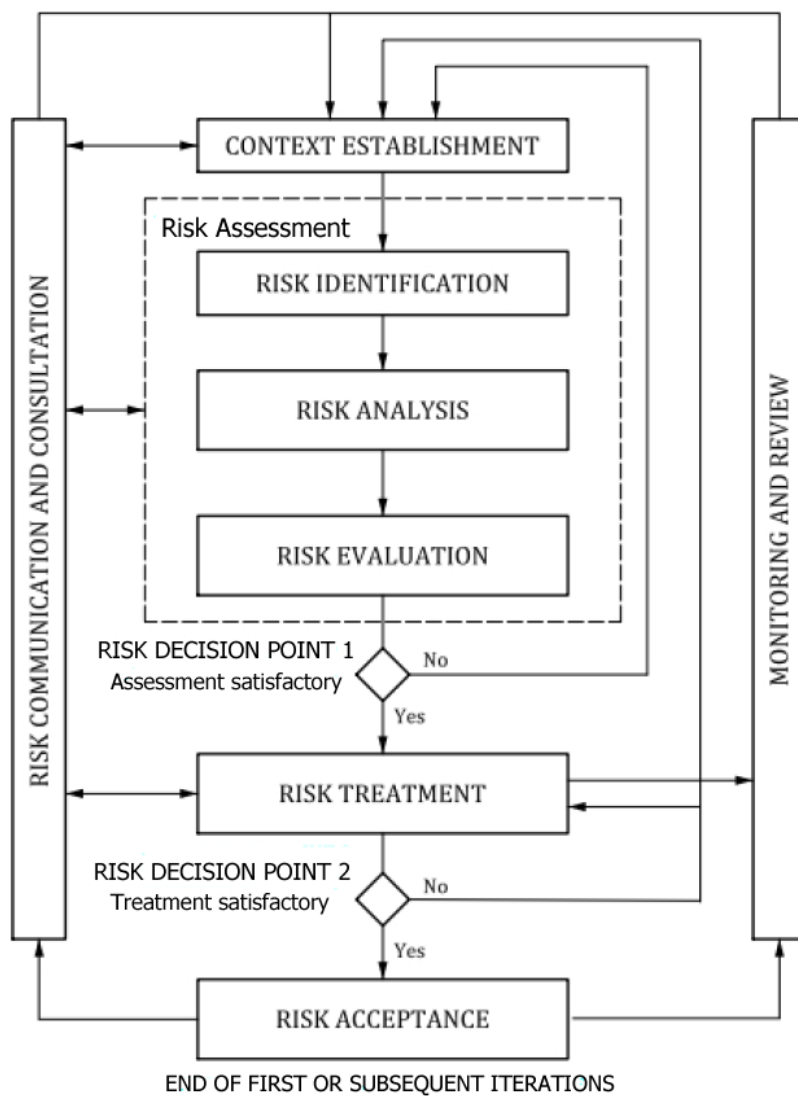 CONTEXT ESTABLISHMENT
Risk Assessment
RISK IDENTIFICATION
RISK ANALYSIS
RISK EVALUATION
RISK DECISION POINT 1
Assessment satisfactory
No
Yes
RISK TREATMENT
RISK DECISION POINT 2
Treatment satisfactory
No
Yes
RISK ACCEPTANCE
END OF FIRST OR SUBSEQUENT ITERATIONS
RISK COMMUNICATION AND CONSULTATION
MONITORING AND REVIEW